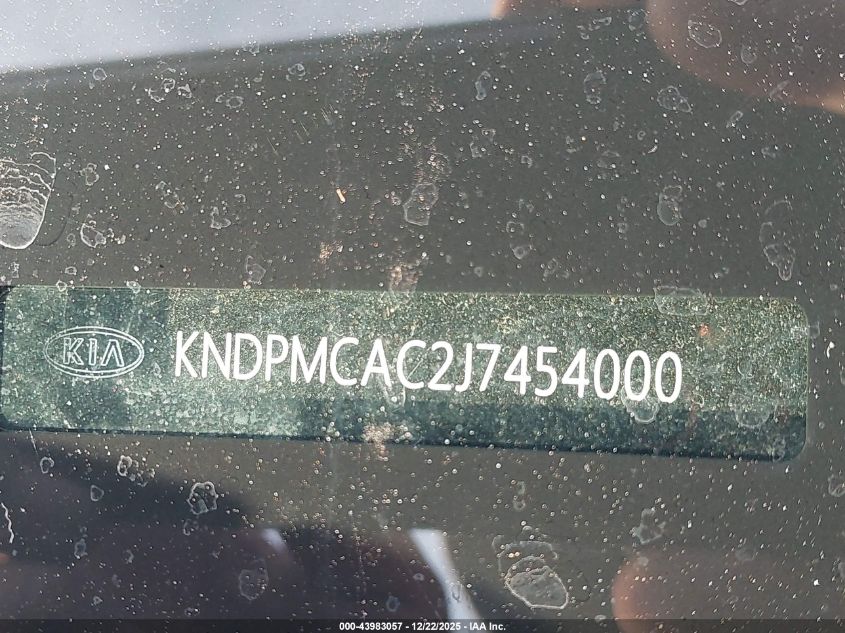 KIA KNDPMCAC2J7454000
000-43983057 - 12/22/2025 - IAA Inc.